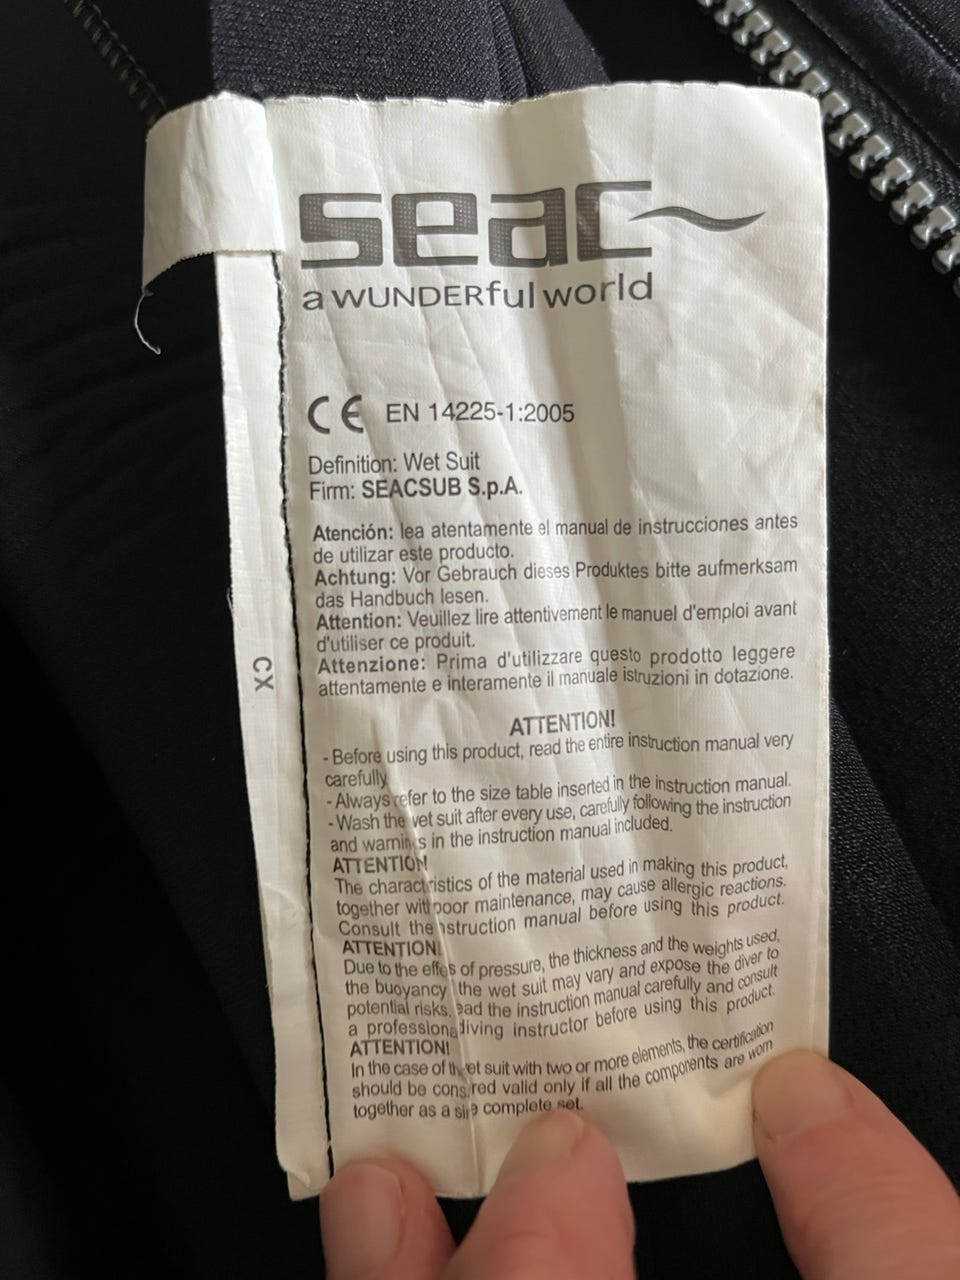 seac
a WUNDERful world
CE EN 14225-1:2005
Definition: Wet Suit
Firm: SEACSUB S.p.A.
Atención: lea atentamente el manual de instrucciones antes
de utilizar este producto.
Achtung: Vor Gebrauch dieses Produktes bitte aufmerksam
das Handbuch lesen.
Attention: Veuillez lire attentivement le manuel d'emploi avant
d'utiliser ce produit.
Attenzione: Prima d'utilizzare questo prodotto leggere
attentamente e interamente il manuale istruzioni in dotazione.
CX
ATTENTION!
- Before using this product, read the entire instruction manual very
carefully
- Always refer to the size table inserted in the instruction manual.
- Wash the wet suit after every use, carefully following the instruction
and warnings in the instruction manual included.
ATTENTION!
The characteristics of the material used in making this product,
together with poor maintenance, may cause allergic reactions.
Consult the instruction manual before using this product.
ATTENTION!
Due to the effects of pressure, the thickness and the weights used,
the buoyancy the wet suit may vary and expose the diver to
potential risks, read the instruction manual carefully and consult
a professional diving instructor before using this product.
ATTENTION!
In the case of wet suit with two or more elements, the certification
should be considered valid only if all the components are worn
together as a complete set.